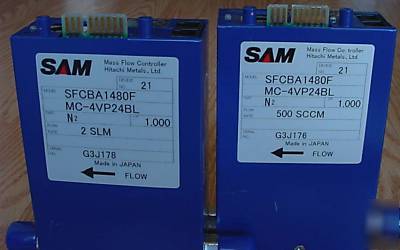 SAM
Mass Flow Controller
Hitachi Metals, Ltd.
21
SFCBA1480F
MC-4VP24BL
N2
1.000
2 SLM
G3J178
Made in JAPAN
FLOW
SAM
Mass Flow Controller
Hitachi Metals, Ltd.
21
SFCBA1480F
MC-4VP24BL
N2
1.000
500 SCCM
G3J176
Made in JAPAN
FLOW